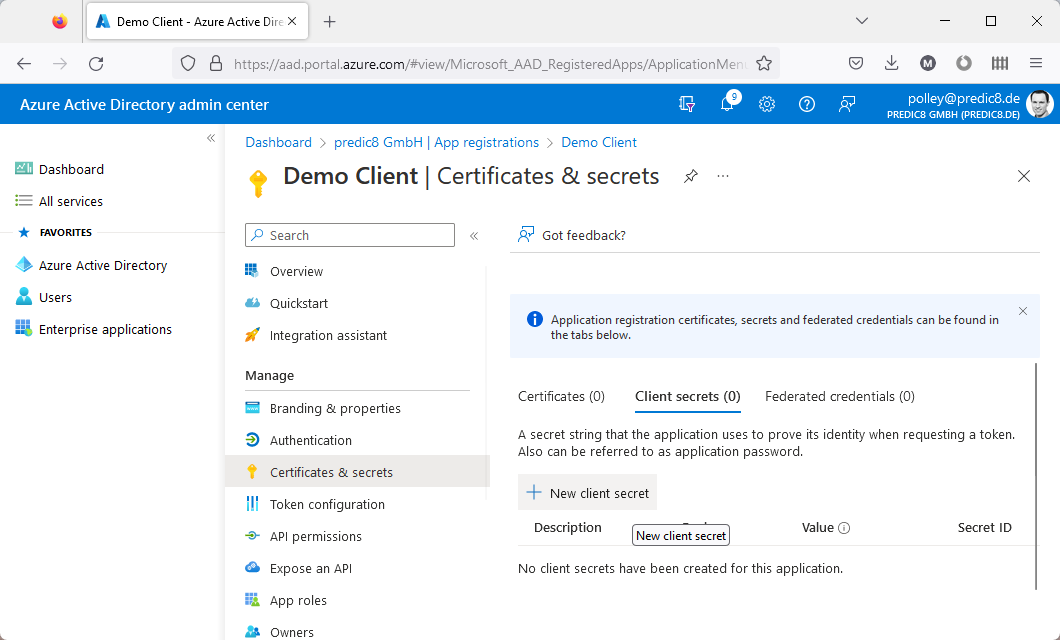 Demo Client - Azure Active Dire
https://aad.portal.azure.com/#view/Microsoft_AAD_RegisteredApps/ApplicationMen
M
Azure Active Directory admin center
9
polley@predic8.de
PREDIC8 GMBH (PREDIC8.DE)
Dashboard
All services
FAVORITES
Azure Active Directory
Users
Enterprise applications
Dashboard > predic8 GmbH | App registrations > Demo Client
Demo Client | Certificates & secrets
Search
Overview
Quickstart
Integration assistant
Manage
Branding & properties
Authentication
Certificates & secrets
Token configuration
API permissions
Expose an API
App roles
Owners
Got feedback?
Application registration certificates, secrets and federated credentials can be found in
the tabs below.
Certificates (0) Client secrets (0) Federated credentials (0)
A secret string that the application uses to prove its identity when requesting a token.
Also can be referred to as application password.
New client secret
Description Value Secret ID
New client secret
No client secrets have been created for this application.